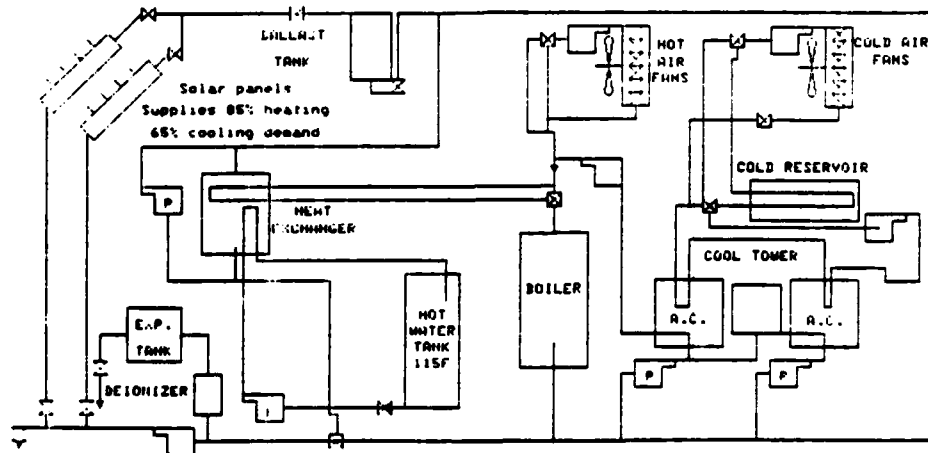 BALLAST
TANK
Solar panels
Supplies 85% heating
65% cooling demand
HOT
AIR
FANS
COLD AIR
FANS
COLD RESERVOIR
P
HEAT
EXCHANGER
COOL TOWER
BOILER
A.C.
A.C.
HOT
WATER
TANK
115F
EXP.
TANK
DEIONIZER
P
P